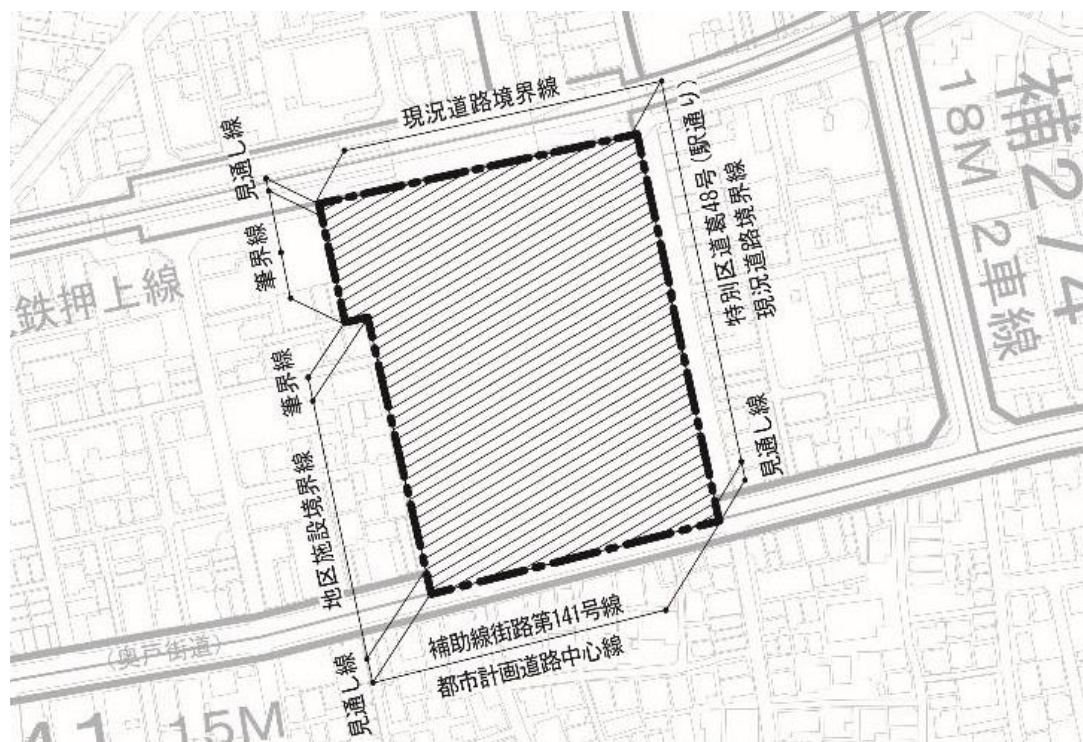 現況道路境界線
見通し線
筆界線
筆界線
地区施設境界線
見通し線
補助線街路第141号線
都市計画道路中心線
特別区道葛48号(駅通り)
現況道路境界線
見通し線
補274
18M 2車線
鉄押上線
(奥戸街道)
41 15M